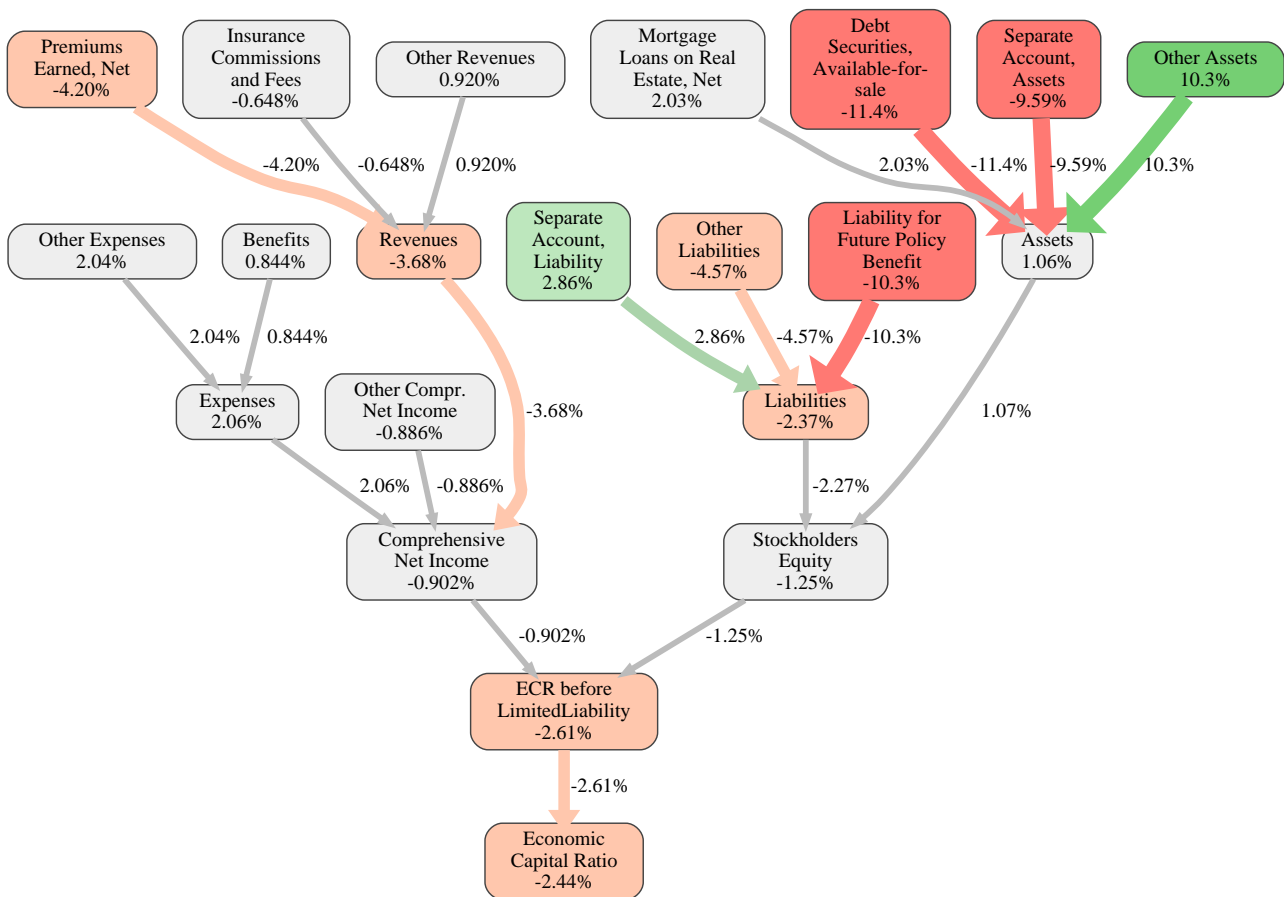 Premiums
Earned, Net
-4.20%
Insurance
Commissions
and Fees
-0.648%
Other Revenues
0.920%
Mortgage
Loans on Real
Estate, Net
2.03%
Debt
Securities,
Available-for-
sale
-11.4%
Separate
Account,
Assets
-9.59%
Other Assets
10.3%
-4.20%
-0.648%
0.920%
2.03%
-11.4%
-9.59%
10.3%
Other Expenses
2.04%
Benefits
0.844%
Revenues
-3.68%
Separate
Account,
Liability
2.86%
Other
Liabilities
-4.57%
Liability for
Future Policy
Benefit
-10.3%
Assets
1.06%
2.04%
0.844%
2.86%
-4.57%
-10.3%
Expenses
2.06%
Other Compr.
Net Income
-0.886%
-3.68%
Liabilities
-2.37%
1.07%
2.06%
-0.886%
-2.27%
Comprehensive
Net Income
-0.902%
Stockholders
Equity
-1.25%
-0.902%
-1.25%
ECR before
LimitedLiability
-2.61%
-2.61%
Economic
Capital Ratio
-2.44%